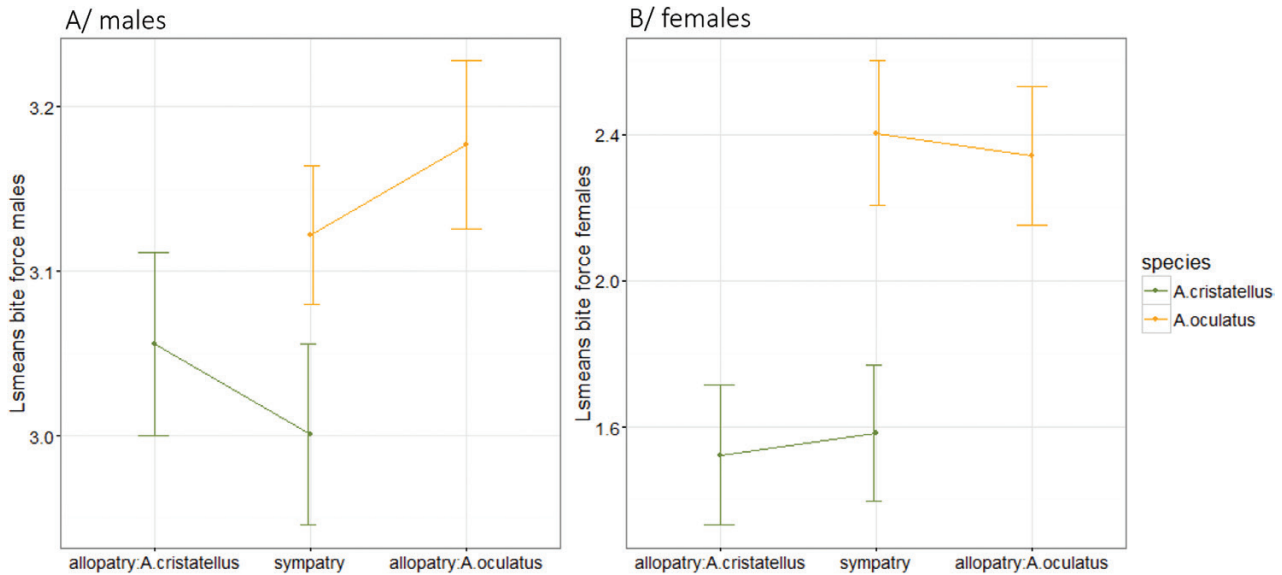 A/ males
Lsmeans bite force males
3.2
3.1
3.0
allopatry:A.cristatellus
sympatry
allopatry:A.oculatus
B/ females
Lsmeans bite force females
2.4
2.0
1.6
allopatry:A.cristatellus
sympatry
allopatry:A.oculatus
species
A.cristatellus
A.oculatus